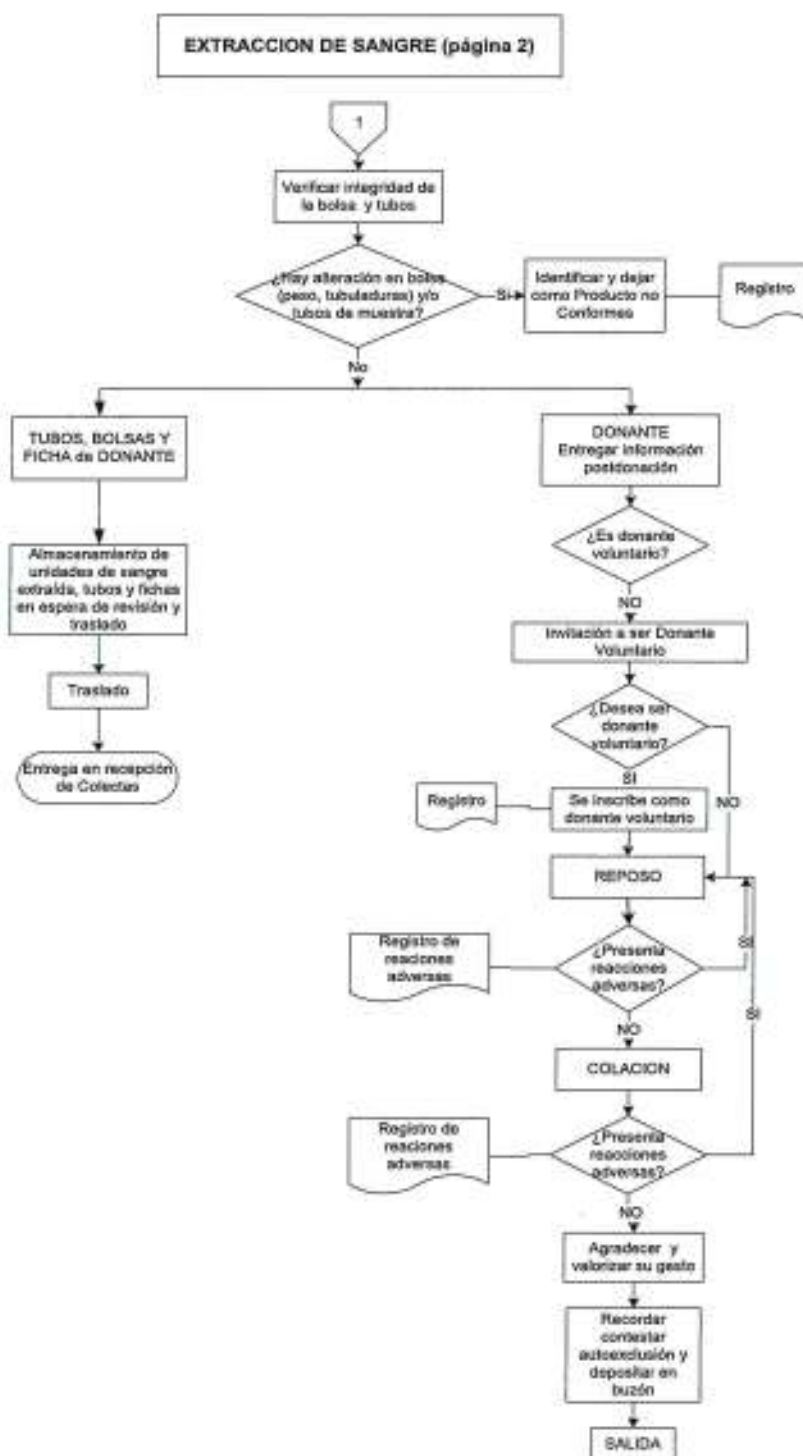 EXTRACCION DE SANGRE (página 2)
1
Verificar integridad de
la bolsa y tubos
¿Hay alteración en bolsa
(peso, tubuladuras) y/o
tubos de muestra?
Si
Identificar y dejar
como Producto no
Conformes
Registro
No
TUBOS, BOLSAS Y
FICHA de DONANTE
Almacenamiento de
unidades de sangre
extraída, tubos y fichas
en espera de revisión y
traslado
Traslado
Entrega en recepción
de Colectas
DONANTE
Entregar información
postdonación
¿Es donante
voluntario?
NO
Invitación a ser Donante
Voluntario
¿Desea ser
donante
voluntario?
SI
NO
Registro
Se inscribe como
donante voluntario
REPOSO
Registro de
reaciones
adversas
¿Presenta
reacciones
adversas?
SI
SI
NO
COLACION
Registro de
reaciones
adversas
¿Presenta
reacciones
adversas?
NO
Agradecer y
valorizar su gesto
Recordar
contestar
autoexclusión y
depositar en
buzón
SALIDA